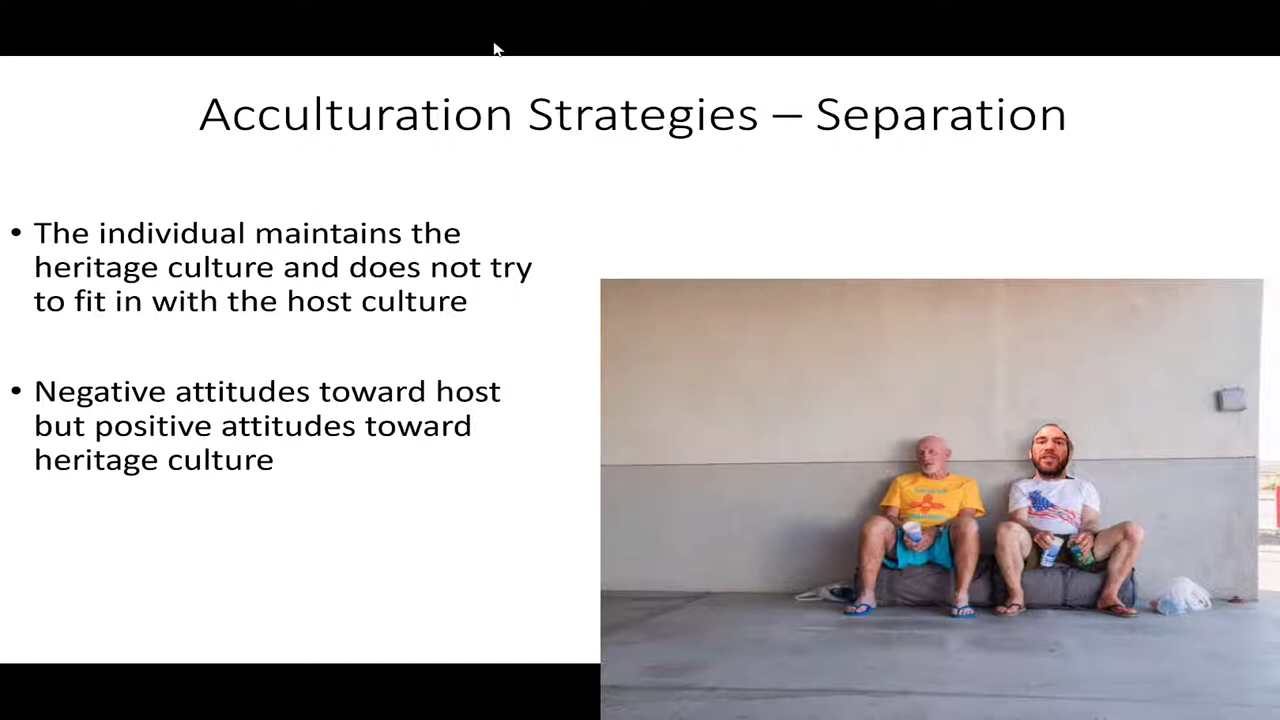 Acculturation Strategies – Separation
• The individual maintains the
heritage culture and does not try
to fit in with the host culture
• Negative attitudes toward host
but positive attitudes toward
heritage culture